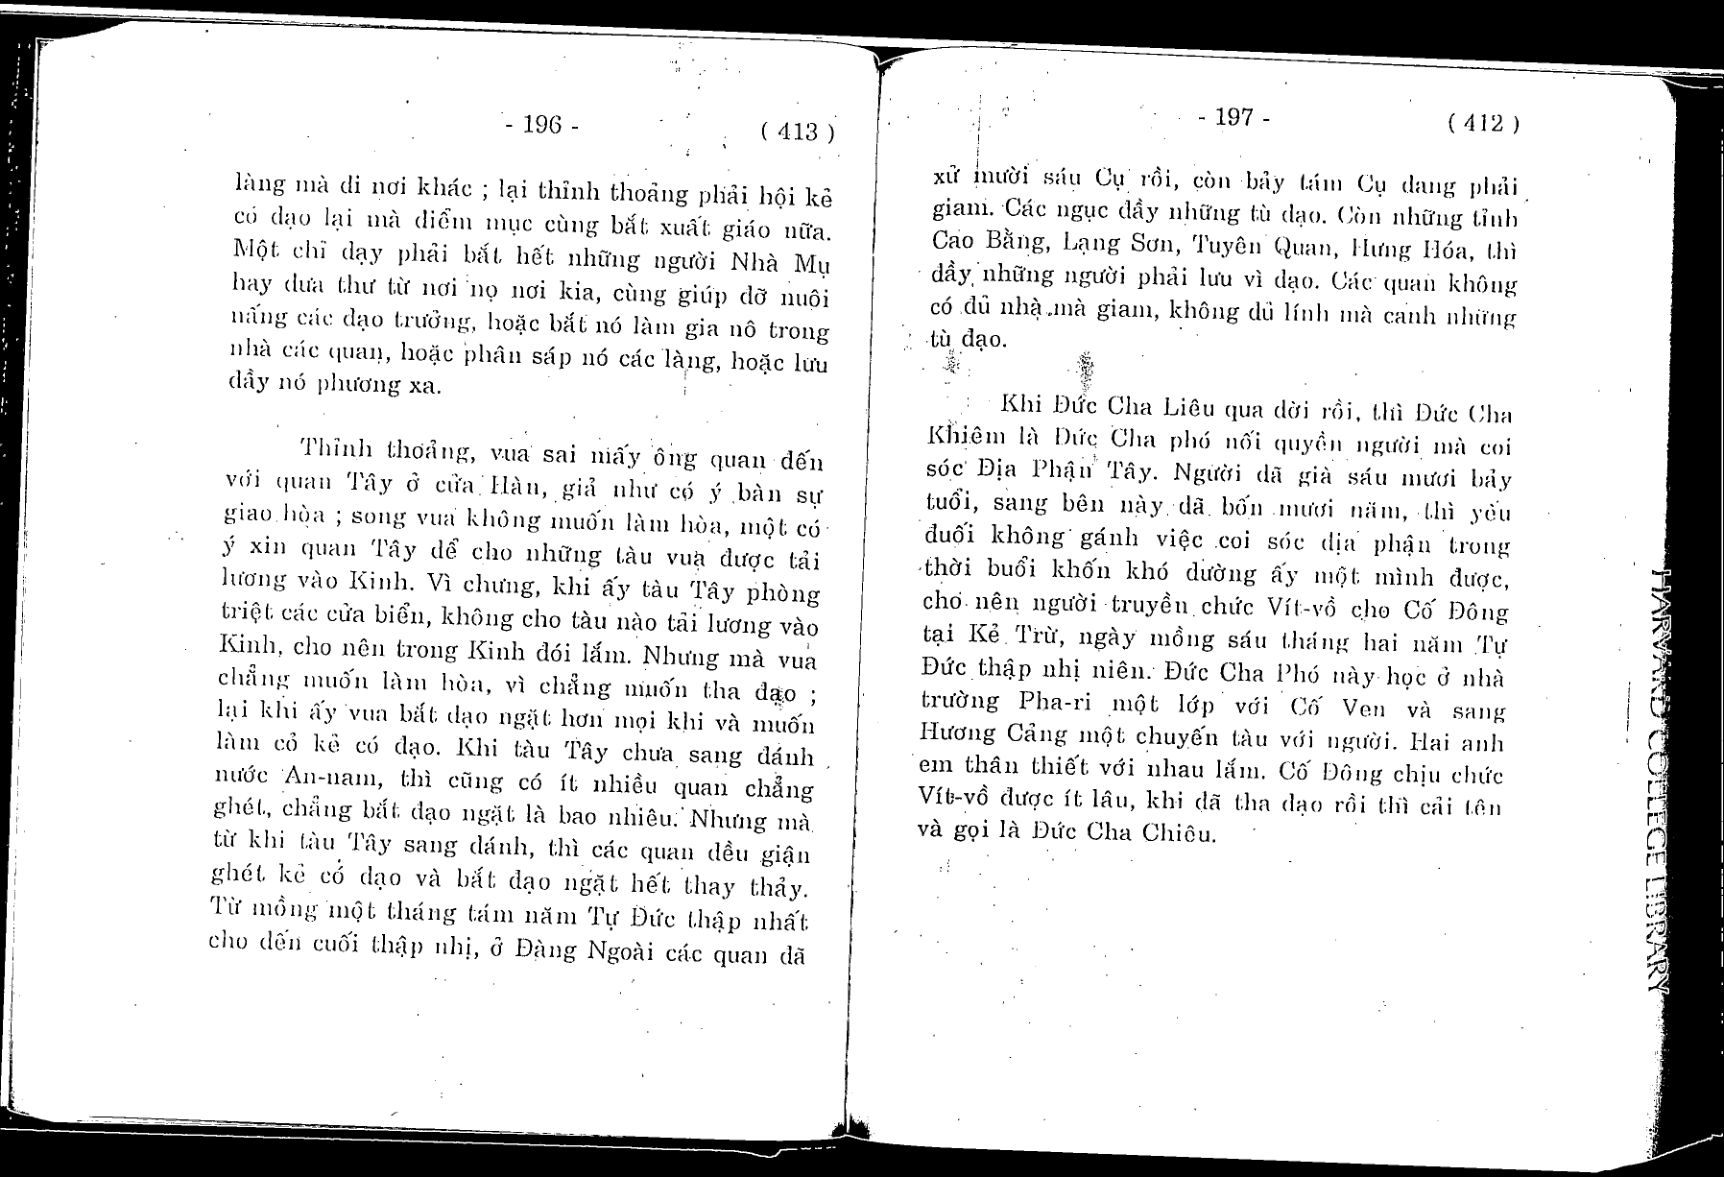 - 196 -
( 413 )
làng mà đi nơi khác ; lại thỉnh thoảng phải hội kẻ
có đạo lại mà điểm mục cùng bắt xuất giáo nữa.
Một chỉ dạy phải bắt hết những người Nhà Mụ
hay đưa thư từ nơi nọ nơi kia, cùng giúp đỡ nuôi
nấng các đạo trưởng, hoặc bắt nó làm gia nô trong
nhà các quan, hoặc phân sáp nó các làng, hoặc lưu
đầy nó phương xa.
Thỉnh thoảng, vua sai mấy ông quan đến
với quan Tây ở cửa Hàn, giả như có ý bàn sự
giao hòa ; song vua không muốn làm hòa, một có
ý xin quan Tây để cho những tàu vua được tải
lương vào Kinh. Vì chưng, khi ấy tàu Tây phòng
triệt các cửa biển, không cho tàu nào tải lương vào
Kinh, cho nên trong Kinh đói lắm. Nhưng mà vua
chẳng muốn làm hòa, vì chẳng muốn tha đạo ;
lại khi ấy vua bắt đạo ngặt hơn mọi khi và muốn
làm cỏ kẻ có đạo. Khi tàu Tây chưa sang đánh
nước An-nam, thì cũng có ít nhiều quan chẳng
ghét, chẳng bắt đạo ngặt là bao nhiêu. Nhưng mà
từ khi tàu Tây sang đánh, thì các quan đều giận
ghét kẻ có đạo và bắt đạo ngặt hết thay thảy.
Từ mồng một tháng tám năm Tự Đức thập nhất
cho đến cuối thập nhị, ở Đàng Ngoài các quan đã
- 197 -
( 412 )
xử mười sáu Cụ rồi, còn bảy tám Cụ đang phải
giam. Các ngục đầy những tù đạo. Còn những tỉnh
Cao Bằng, Lạng Sơn, Tuyên Quan, Hưng Hóa, thì
đầy những người phải lưu vì đạo. Các quan không
có đủ nhà mà giam, không đủ lính mà canh những
tù đạo.
Khi Đức Cha Liêu qua đời rồi, thì Đức Cha
Khiêm là Đức Cha phó nối quyền người mà coi
sóc Địa Phận Tây. Người đã già sáu mươi bảy
tuổi, sang bên này đã bốn mươi năm, thì yếu
đuối không gánh việc coi sóc địa phận trong
thời buổi khốn khó dường ấy một mình được,
cho nên người truyền chức Vít-vồ cho Cố Đông
tại Kẻ Trừ, ngày mồng sáu tháng hai năm Tự
Đức thập nhị niên. Đức Cha Phó này học ở nhà
trường Pha-ri một lớp với Cố Ven và sang
Hương Cảng một chuyến tàu với người. Hai anh
em thân thiết với nhau lắm. Cố Đông chịu chức
Vít-vồ được ít lâu, khi đã tha đạo rồi thì cải tên
và gọi là Đức Cha Chiêu.
HARVARD COLLEGE LIBRARY